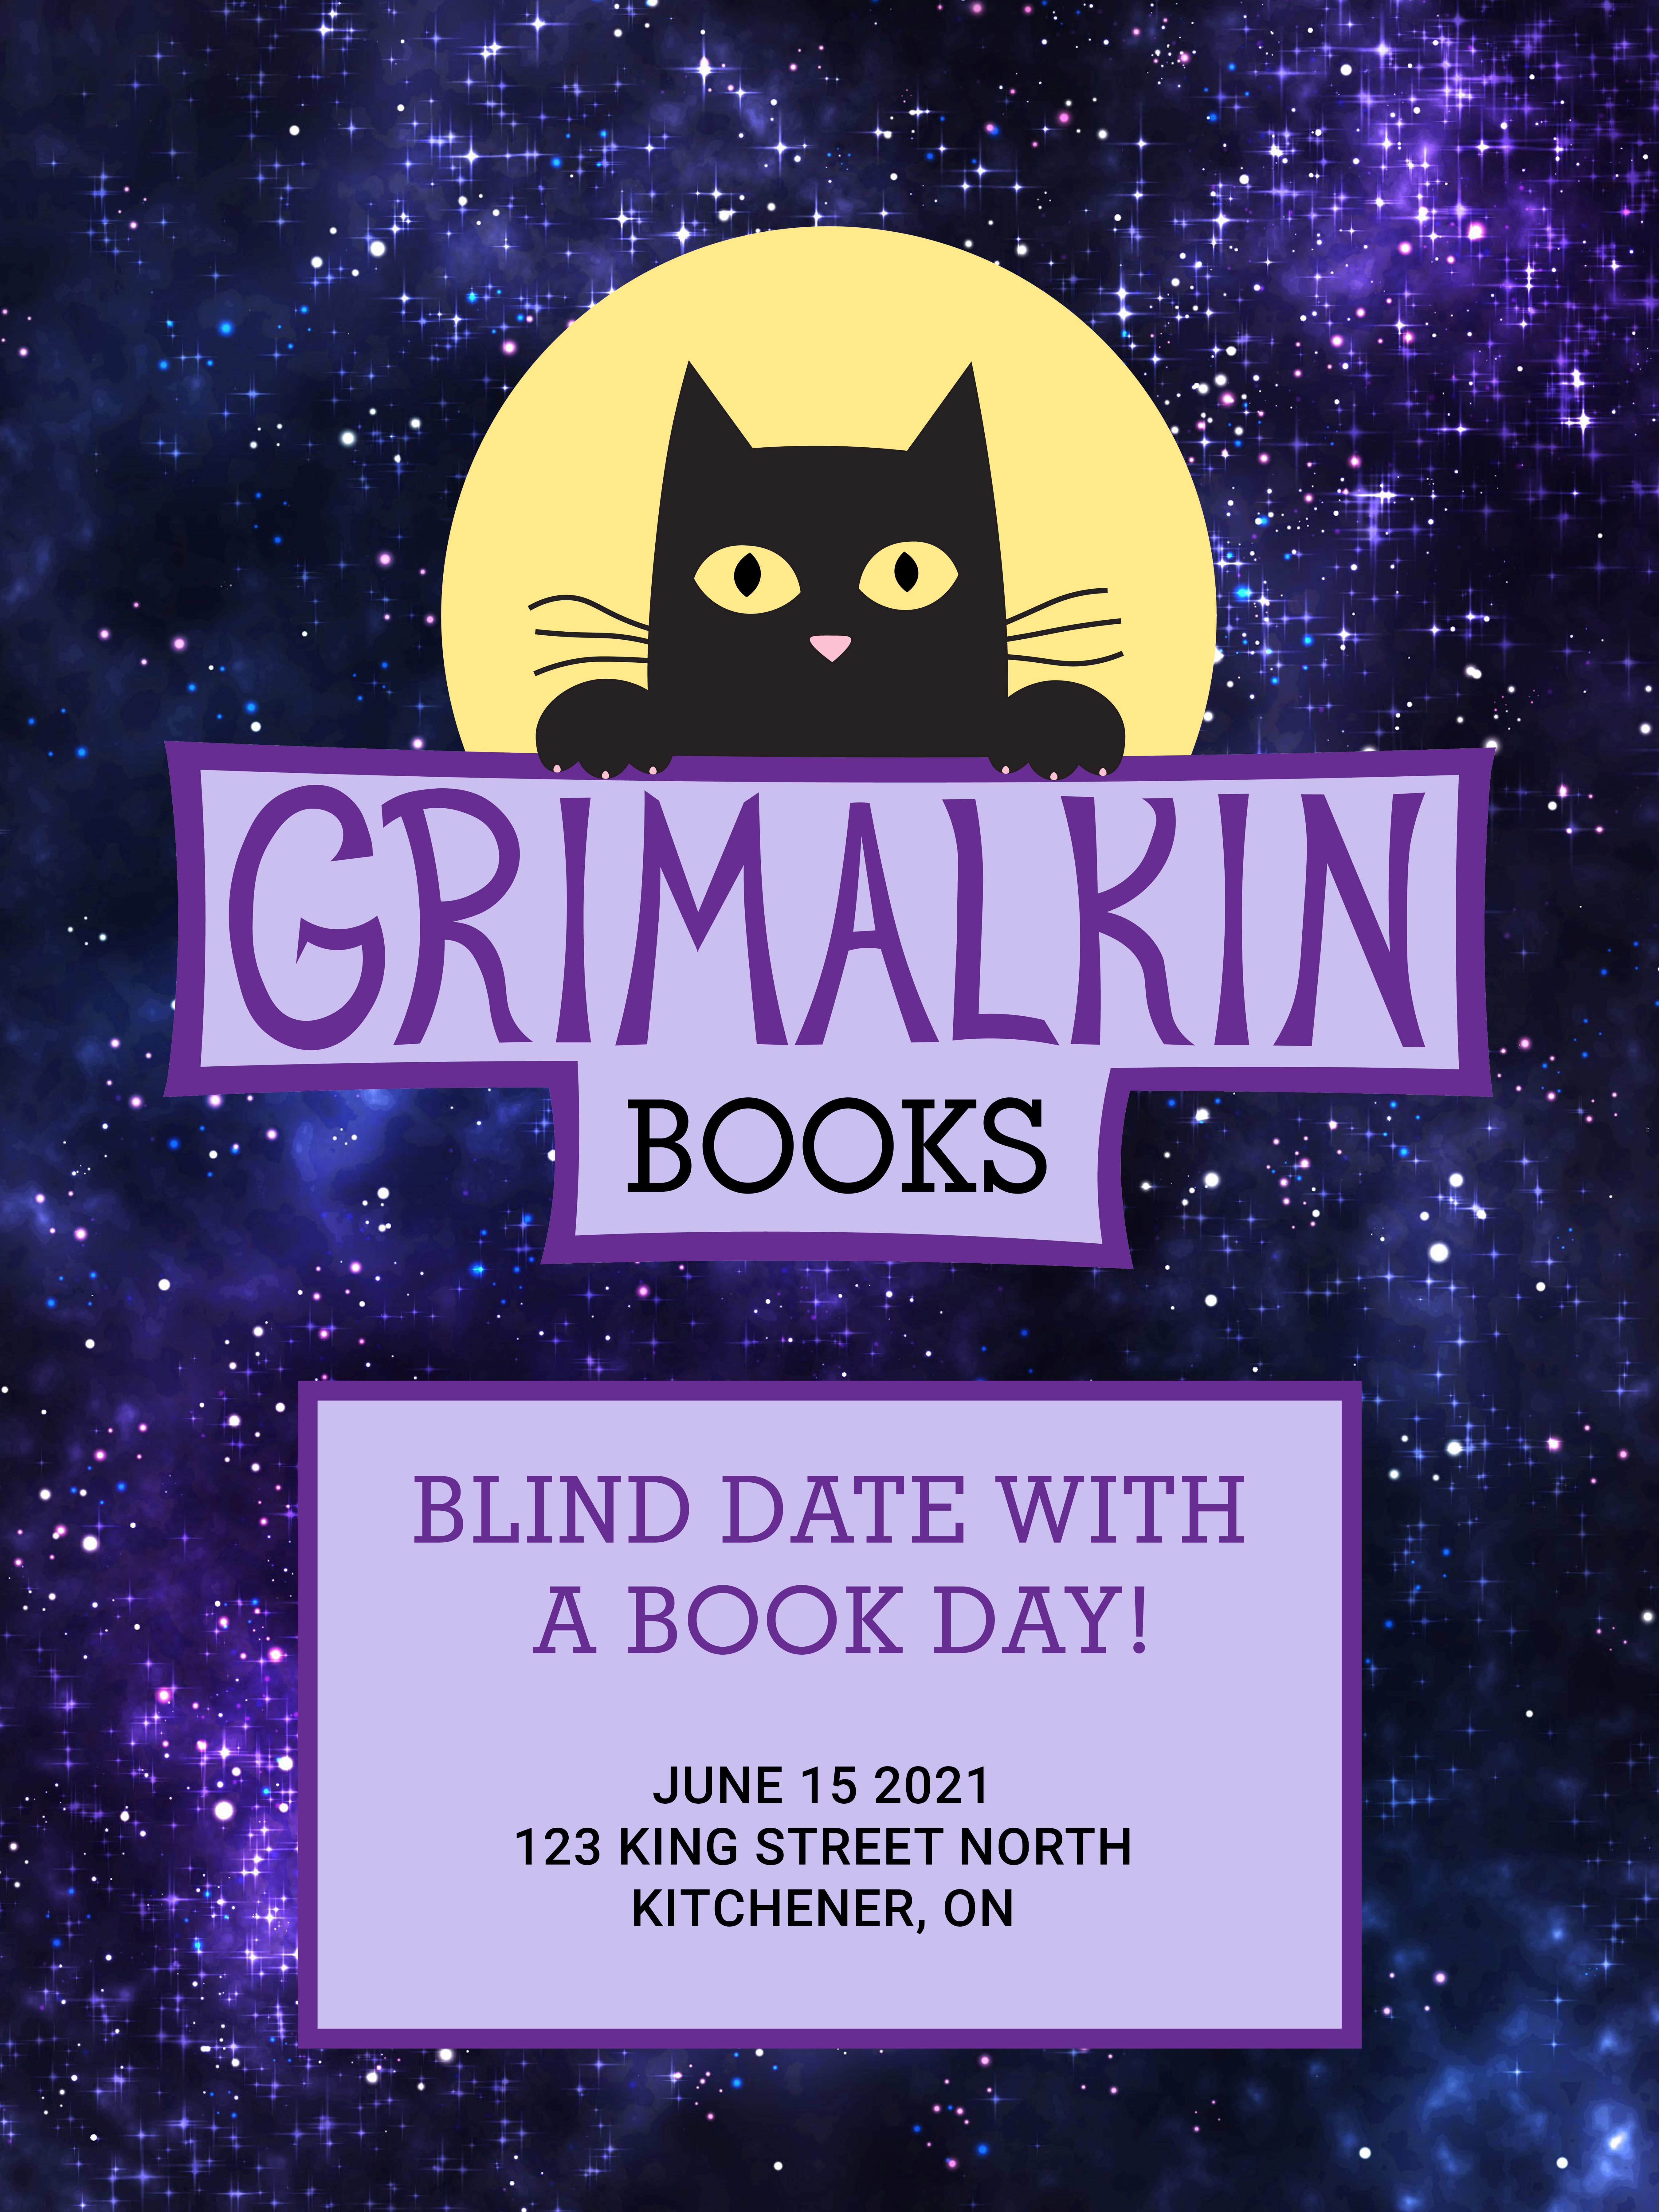 GRIMALKIN
BOOKS
BLIND DATE WITH
A BOOK DAY!
JUNE 15 2021
123 KING STREET NORTH
KITCHENER, ON